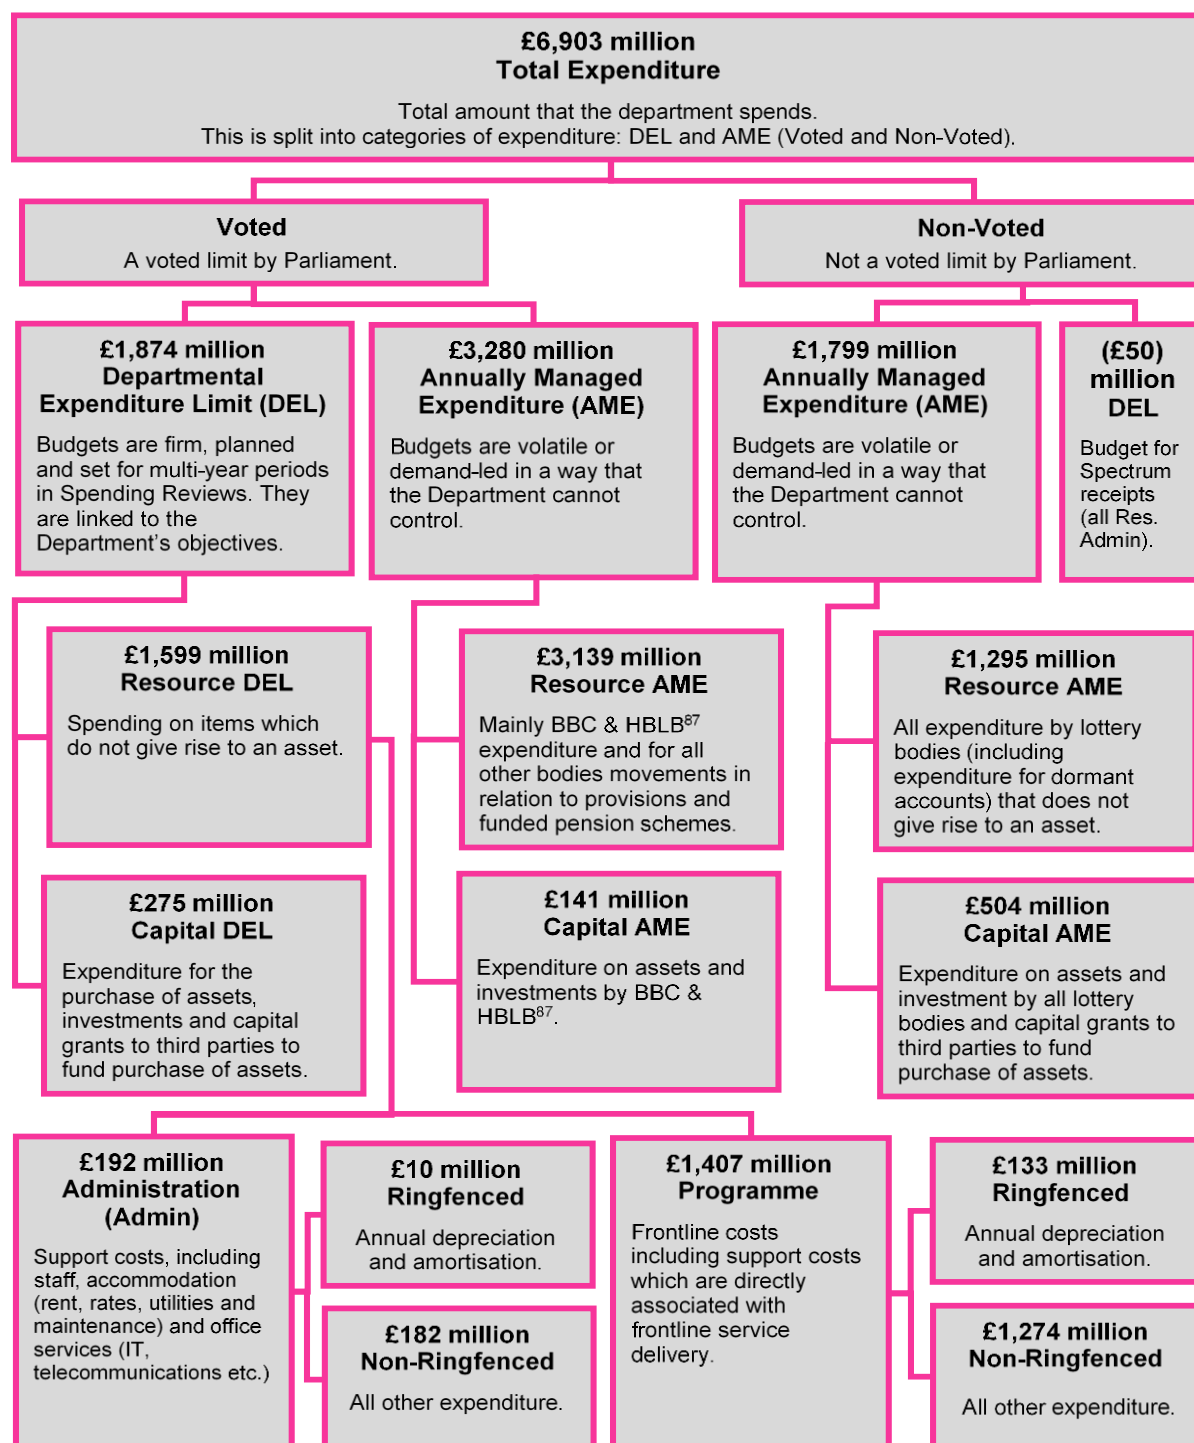 £6,903 million
Total Expenditure
Total amount that the department spends.
This is split into categories of expenditure: DEL and AME (Voted and Non-Voted).
Voted
A voted limit by Parliament.
Non-Voted
Not a voted limit by Parliament.
£1,874 million
Departmental
Expenditure Limit (DEL)
Budgets are firm, planned
and set for multi-year periods
in Spending Reviews. They
are linked to the
Department’s objectives.
£3,280 million
Annually Managed
Expenditure (AME)
Budgets are volatile or
demand-led in a way that
the Department cannot
control.
£1,799 million
Annually Managed
Expenditure (AME)
Budgets are volatile or
demand-led in a way that
the Department cannot
control.
(£50)
million
DEL
Budget for
Spectrum
receipts
(all Res.
Admin).
£1,599 million
Resource DEL
Spending on items which
do not give rise to an asset.
£3,139 million
Resource AME
Mainly BBC & HBLB⁸⁷
expenditure and for all
other bodies movements in
relation to provisions and
funded pension schemes.
£1,295 million
Resource AME
All expenditure by lottery
bodies (including
expenditure for dormant
accounts) that does not
give rise to an asset.
£275 million
Capital DEL
Expenditure for the
purchase of assets,
investments and capital
grants to third parties to
fund purchase of assets.
£141 million
Capital AME
Expenditure on assets and
investments by BBC &
HBLB⁸⁷.
£504 million
Capital AME
Expenditure on assets and
investment by all lottery
bodies and capital grants to
third parties to fund
purchase of assets.
£192 million
Administration
(Admin)
Support costs, including
staff, accommodation
(rent, rates, utilities and
maintenance) and office
services (IT,
telecommunications etc.)
£10 million
Ringfenced
Annual depreciation
and amortisation.
£182 million
Non-Ringfenced
All other expenditure.
£1,407 million
Programme
Frontline costs
including support costs
which are directly
associated with
frontline service
delivery.
£133 million
Ringfenced
Annual depreciation
and amortisation.
£1,274 million
Non-Ringfenced
All other expenditure.